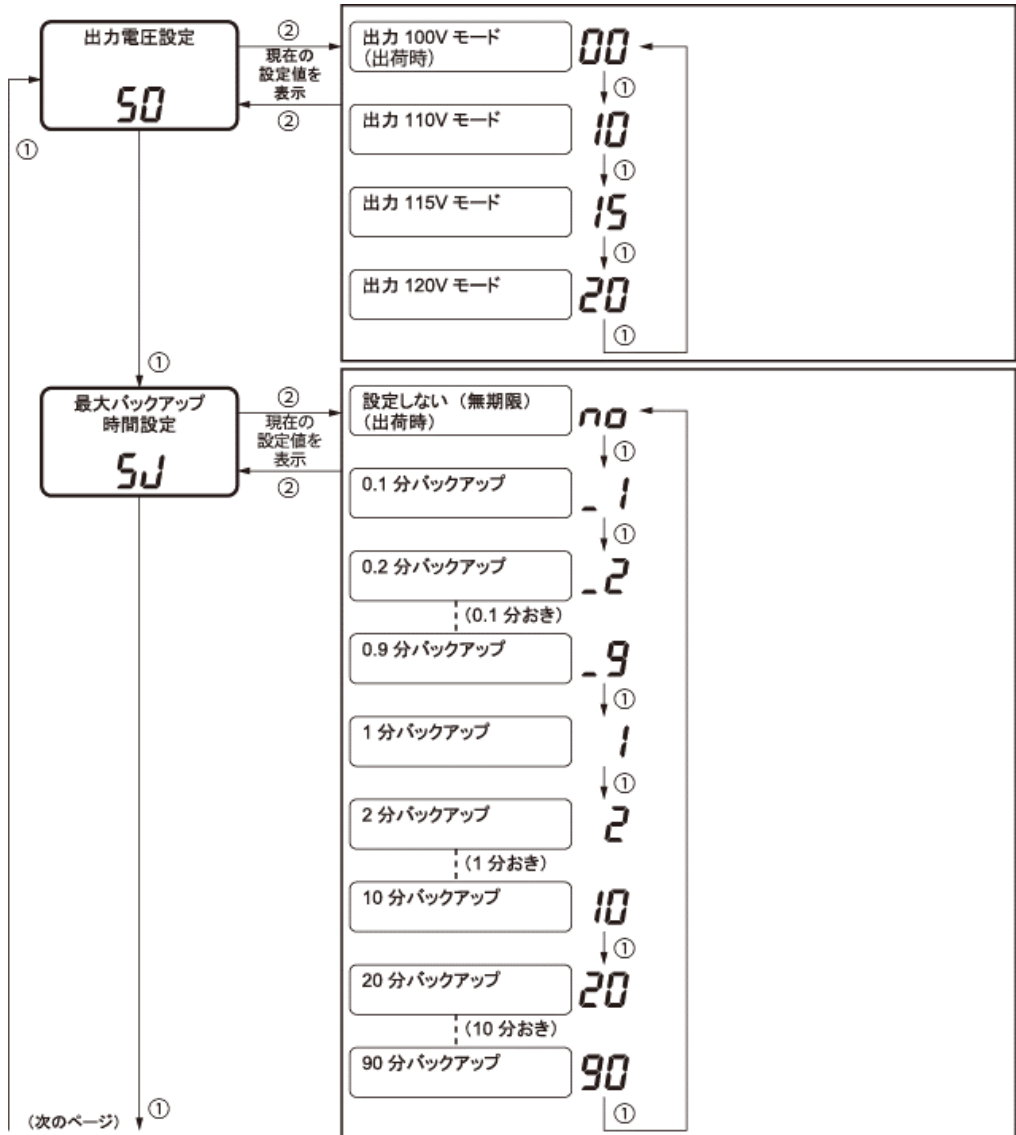 出力電圧設定
50
②
現在の
設定値を
表示
②
①
出力 100V モード
(出荷時)
00
①
出力 110V モード
10
①
出力 115V モード
15
①
出力 120V モード
20
①
①
最大バックアップ
時間設定
5J
②
現在の
設定値を
表示
②
設定しない（無期限）
(出荷時)
no
①
0.1 分バックアップ
_ 1
①
0.2 分バックアップ
_2
(0.1 分おき)
0.9 分バックアップ
_9
①
1 分バックアップ
1
①
2 分バックアップ
2
(1 分おき)
10 分バックアップ
10
①
20 分バックアップ
20
(10 分おき)
90 分バックアップ
90
①
(次のページ)
①